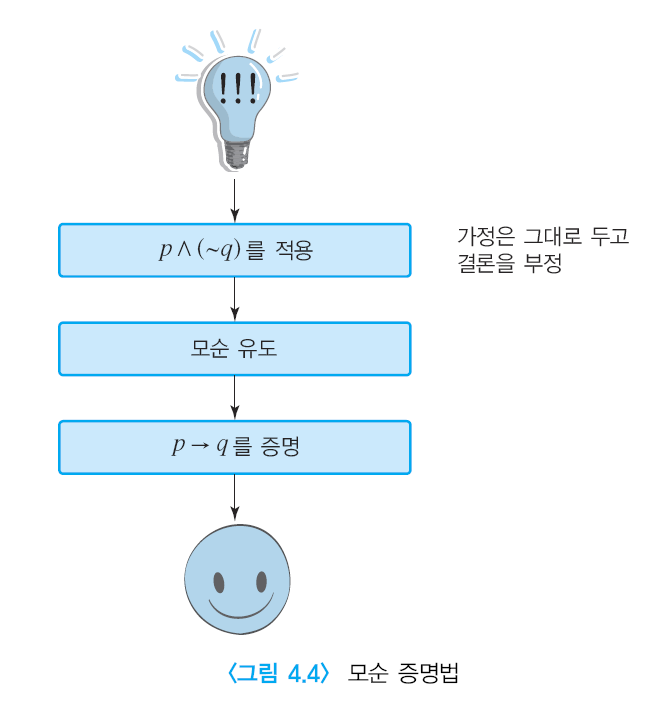 !!!
p∧(~q)를 적용
가정은 그대로 두고
결론을 부정
모순 유도
p→q를 증명
〈그림 4.4〉 모순 증명법